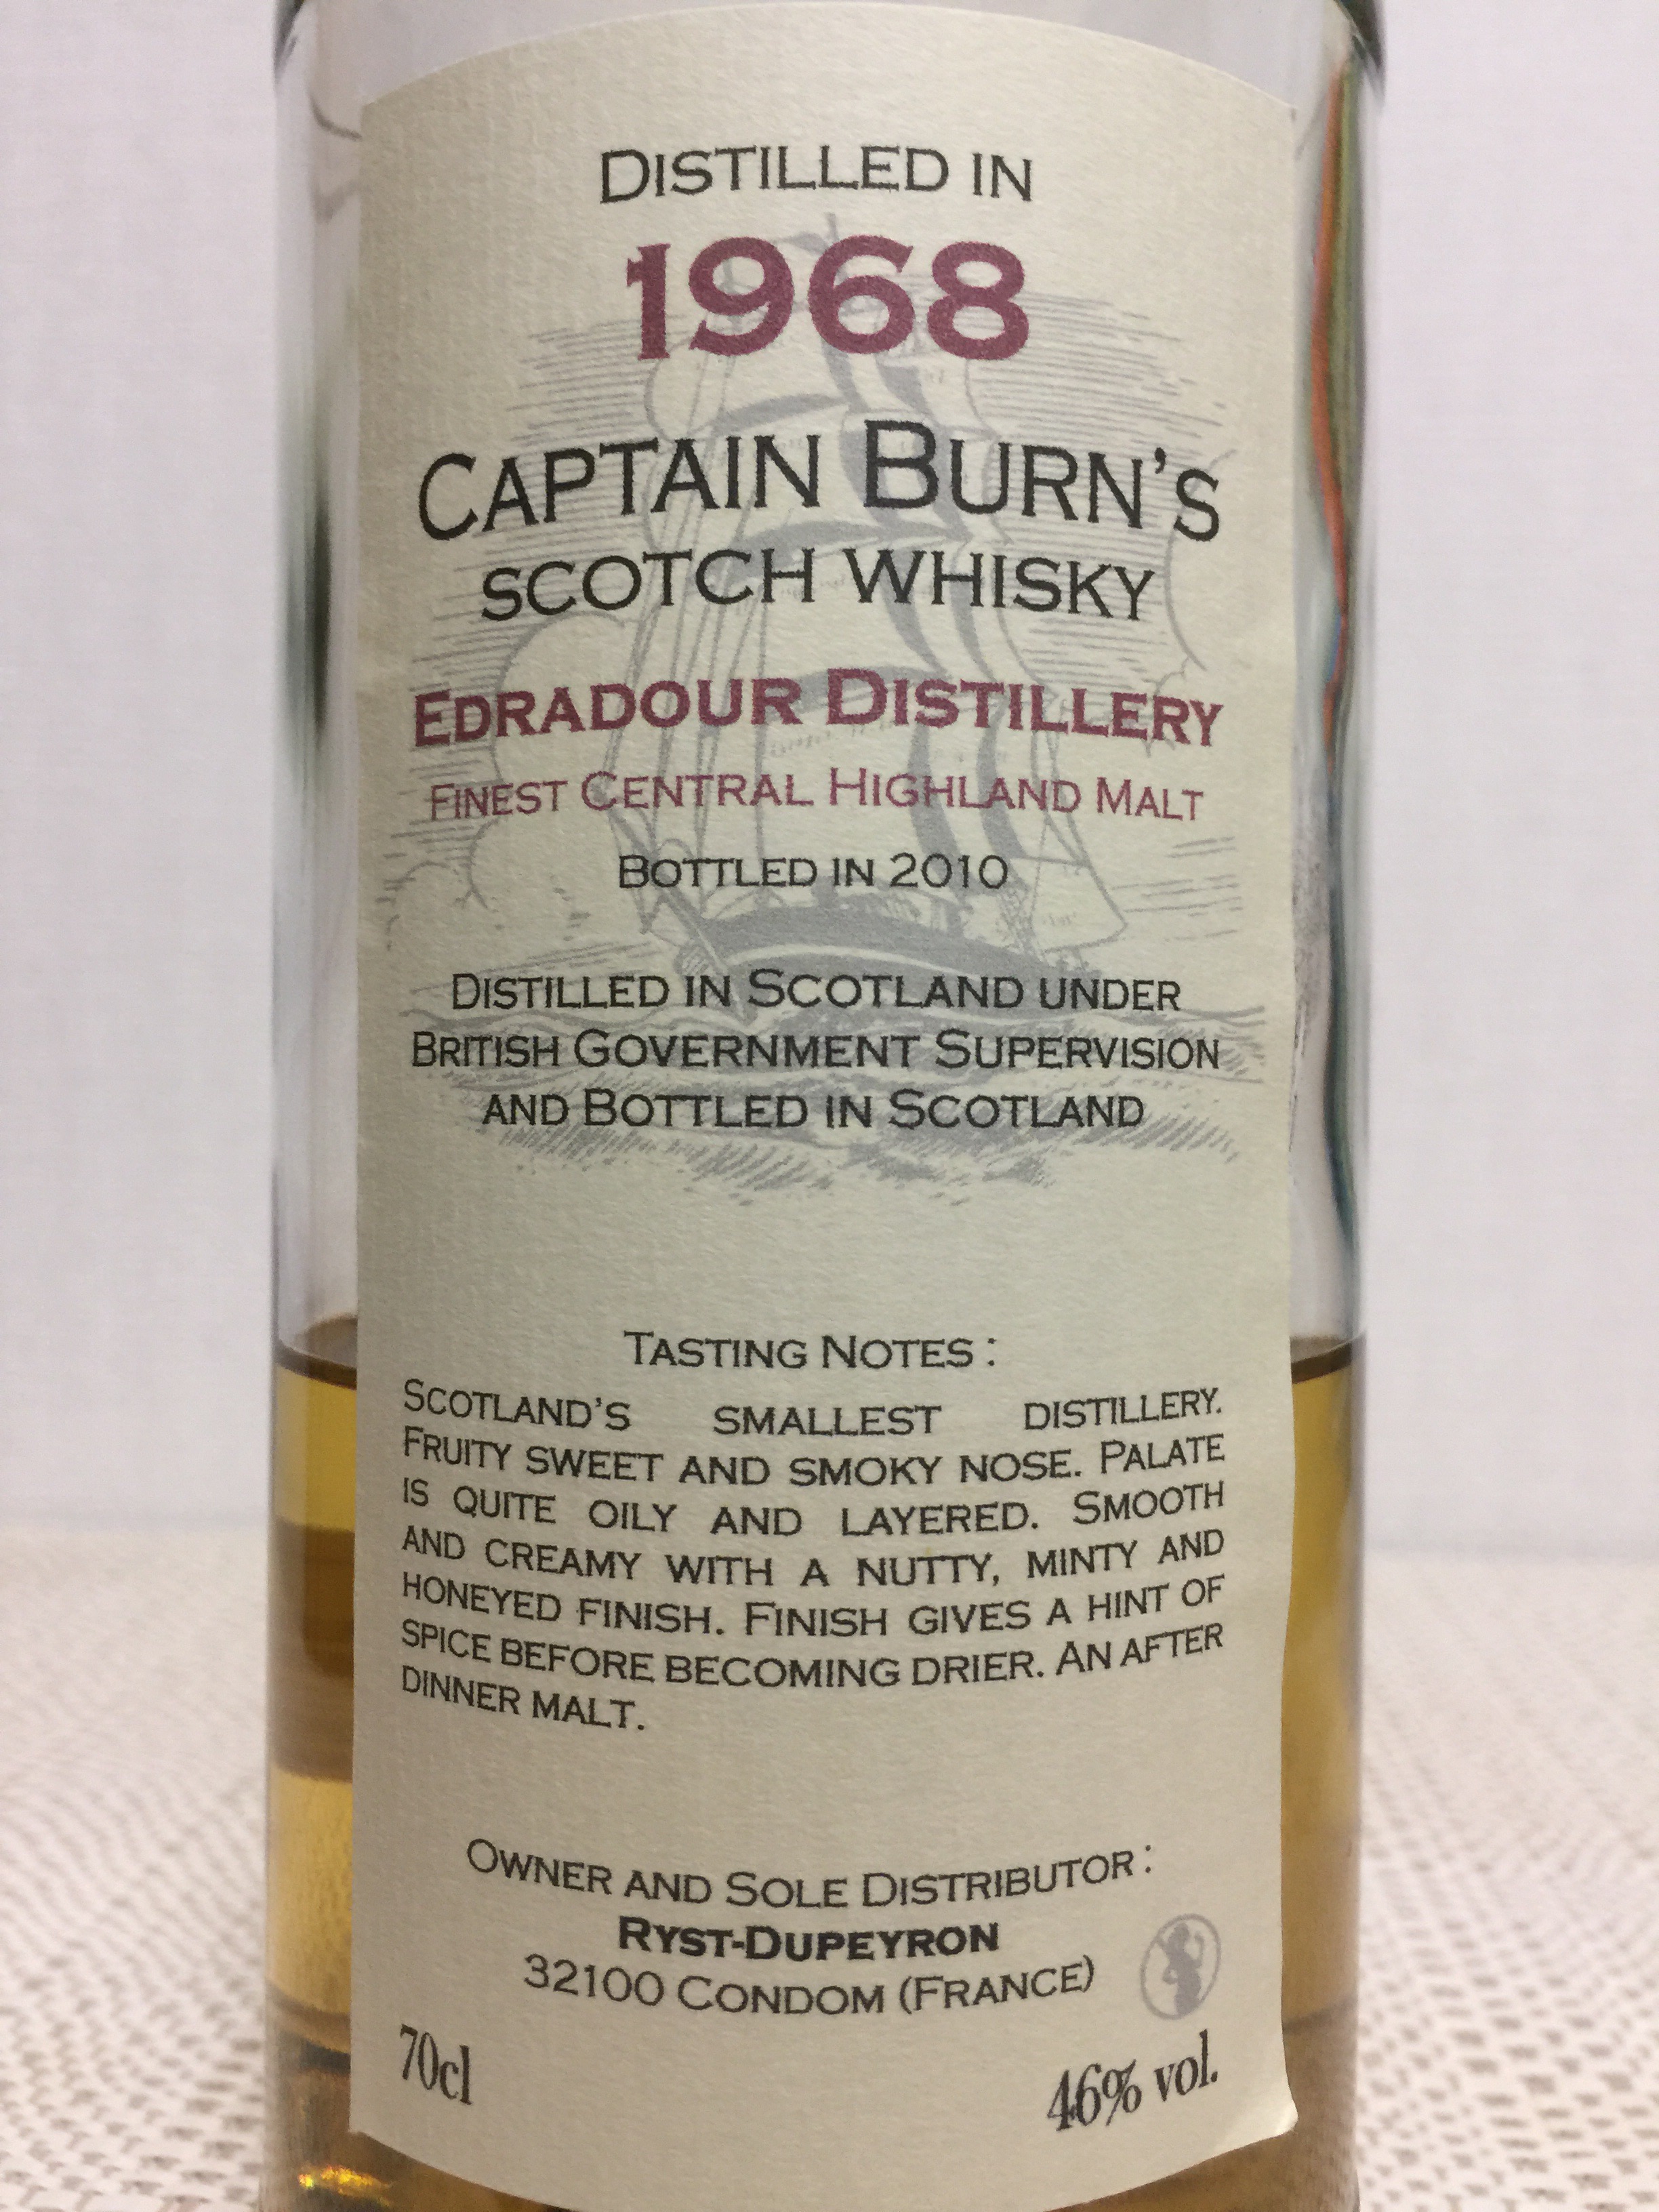 DISTILLED IN
1968
CAPTAIN BURN'S
SCOTCH WHISKY
EDRADOUR DISTILLERY
FINEST CENTRAL HIGHLAND MALT
BOTTLED IN 2010
DISTILLED IN SCOTLAND UNDER
BRITISH GOVERNMENT SUPERVISION
AND BOTTLED IN SCOTLAND
TASTING NOTES :
SCOTLAND'S SMALLEST DISTILLERY.
FRUITY SWEET AND SMOKY NOSE. PALATE
IS QUITE OILY AND LAYERED. SMOOTH
AND CREAMY WITH A NUTTY, MINTY AND
HONEYED FINISH. FINISH GIVES A HINT OF
SPICE BEFORE BECOMING DRIER. AN AFTER
DINNER MALT.
OWNER AND SOLE DISTRIBUTOR :
RYST-DUPEYRON
32100 CONDOM (FRANCE)
70cl
46% vol.